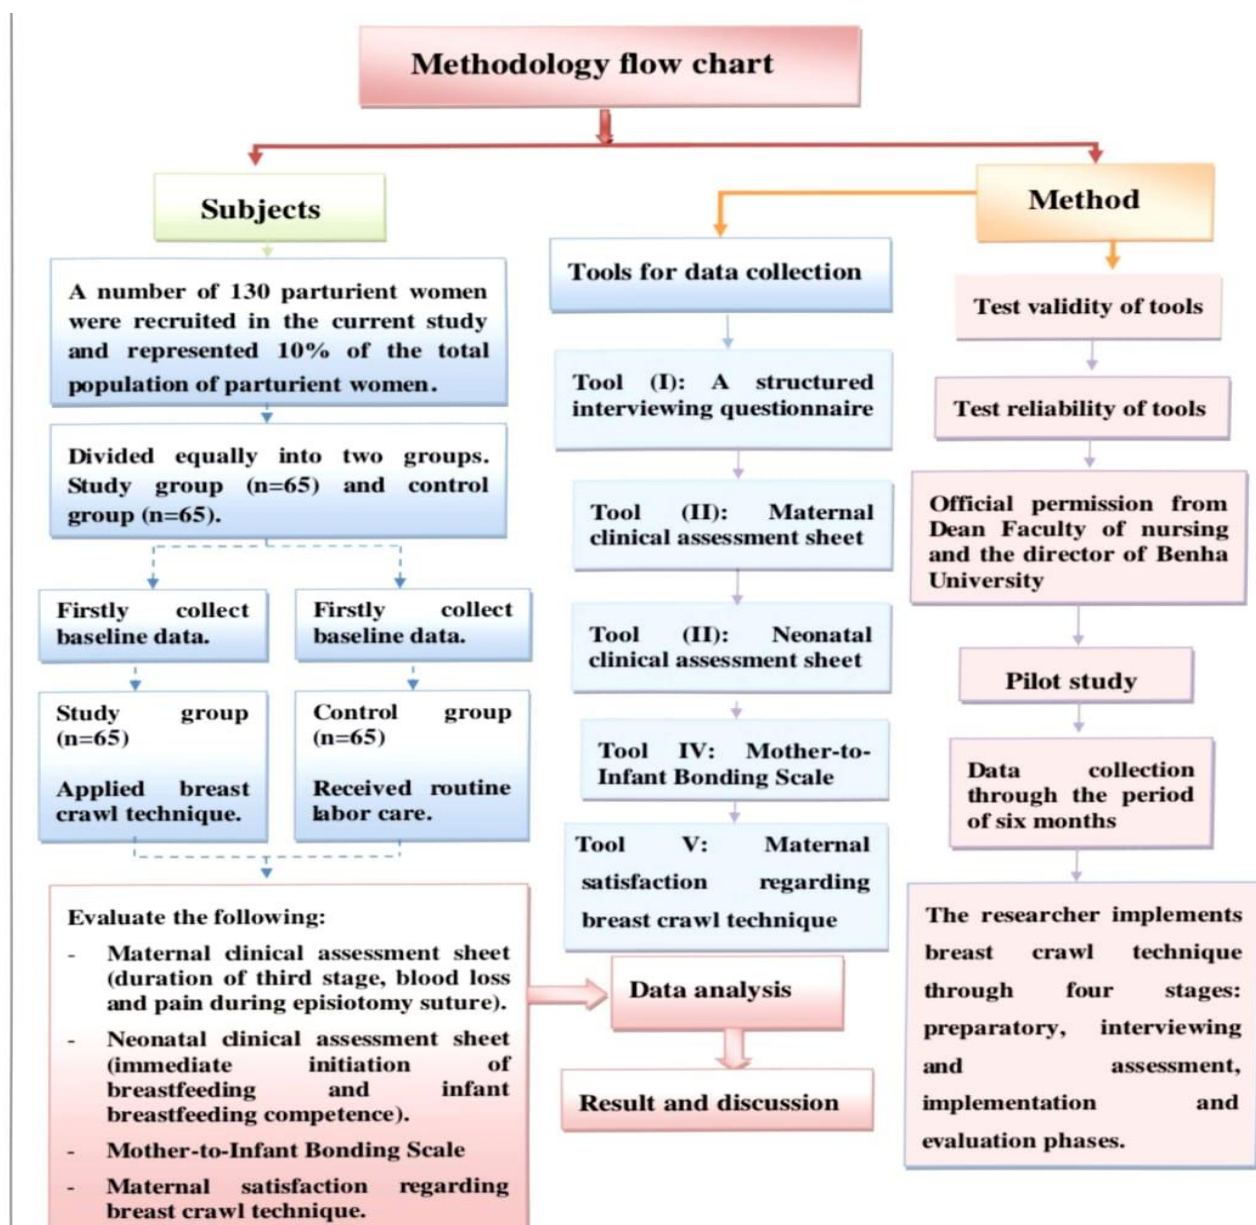 Methodology flow chart
Subjects
A number of 130 parturient women
were recruited in the current study
and represented 10% of the total
population of parturient women.
Divided equally into two groups.
Study group (n=65) and control
group (n=65).
Firstly collect
baseline data.
Firstly collect
baseline data.
Study group
(n=65)
Applied breast
crawl technique.
Control group
(n=65)
Received routine
labor care.
Evaluate the following:
- Maternal clinical assessment sheet
(duration of third stage, blood loss
and pain during episiotomy suture).
- Neonatal clinical assessment sheet
(immediate initiation of
breastfeeding and infant
breastfeeding competence).
- Mother-to-Infant Bonding Scale
- Maternal satisfaction regarding
breast crawl technique.
Method
Tools for data collection
Tool (I): A structured
interviewing questionnaire
Tool (II): Maternal
clinical assessment sheet
Tool (II): Neonatal
clinical assessment sheet
Tool IV: Mother-to-
Infant Bonding Scale
Tool V: Maternal
satisfaction regarding
breast crawl technique
Data analysis
Result and discussion
Test validity of tools
Test reliability of tools
Official permission from
Dean Faculty of nursing
and the director of Benha
University
Pilot study
Data collection
through the period
of six months
The researcher implements
breast crawl technique
through four stages:
preparatory, interviewing
and assessment,
implementation and
evaluation phases.